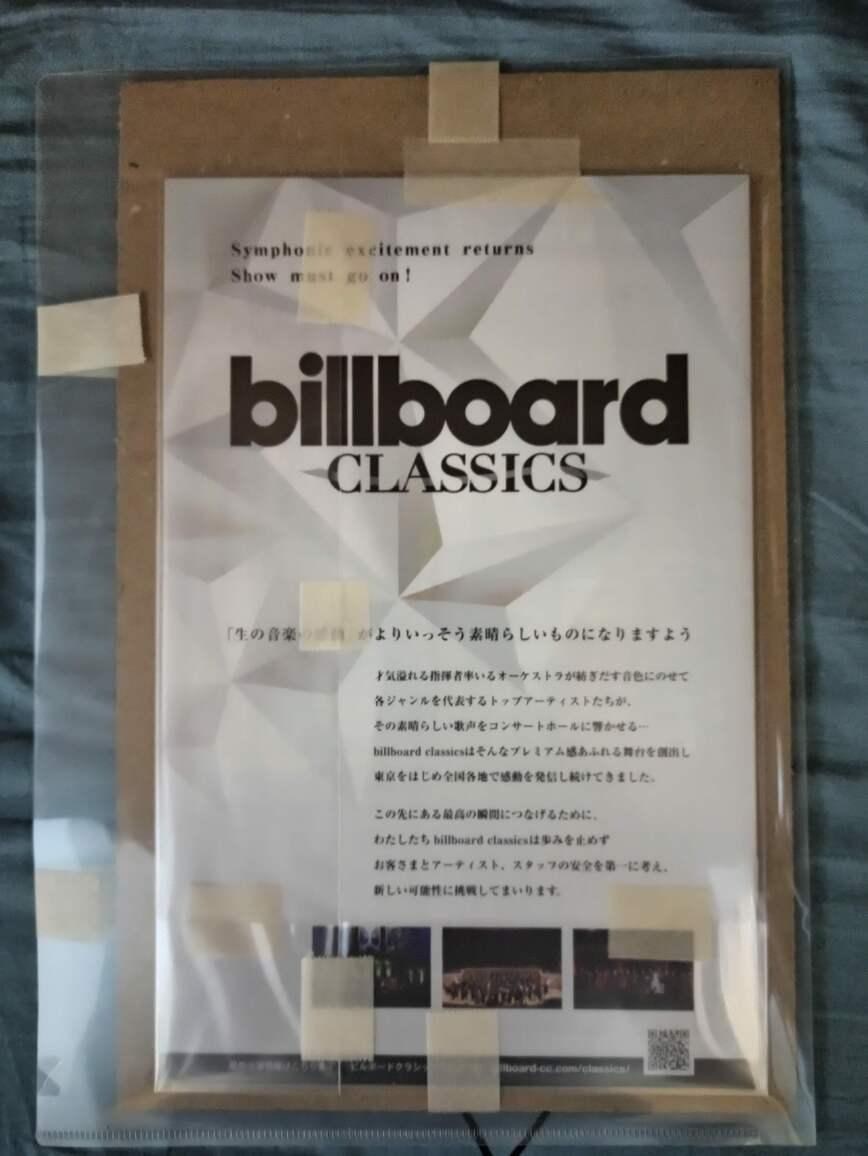 Symphonic excitement returns
Show must go on!
billboard
CLASSICS
「生の音楽の感動」がよりいっそう素晴らしいものになりますよう
才気溢れる指揮者率いるオーケストラが紡ぎだす音色にのせて
各ジャンルを代表するトップアーティストたちが、
その素晴らしい歌声をコンサートホールに響かせる…
billboard classicsはそんなプレミアム感あふれる舞台を創出し
東京をはじめ全国各地で感動を発信し続けてきました。
この先にある最高の瞬間につなげるために、
わたしたち billboard classicsは歩みを止めず
お客さまとアーティスト、スタッフの安全を第一に考え、
新しい可能性に挑戦してまいります。
ビルボードクラシッ llboard-cc.com/classics/